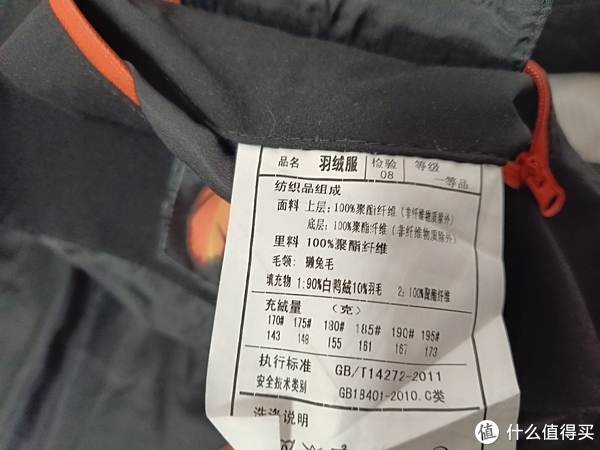 品名 羽绒服 检验 08 等级 一等品
纺织品组成
面料 上层:100%聚酯纤维(非纤维物质除外)
底层:100%聚酯纤维(非纤维物质除外)
里料 100%聚酯纤维
毛领:獭兔毛
填充物 1:90%白鸭绒10%羽毛 2:100%聚酯纤维
充绒量 (克)
170# 175# 180# 185# 190# 195#
143 148 155 161 167 173
执行标准 GB/T14272-2011
安全技术类别 GB18401-2010.C类
洗涤说明
值 什么值得买